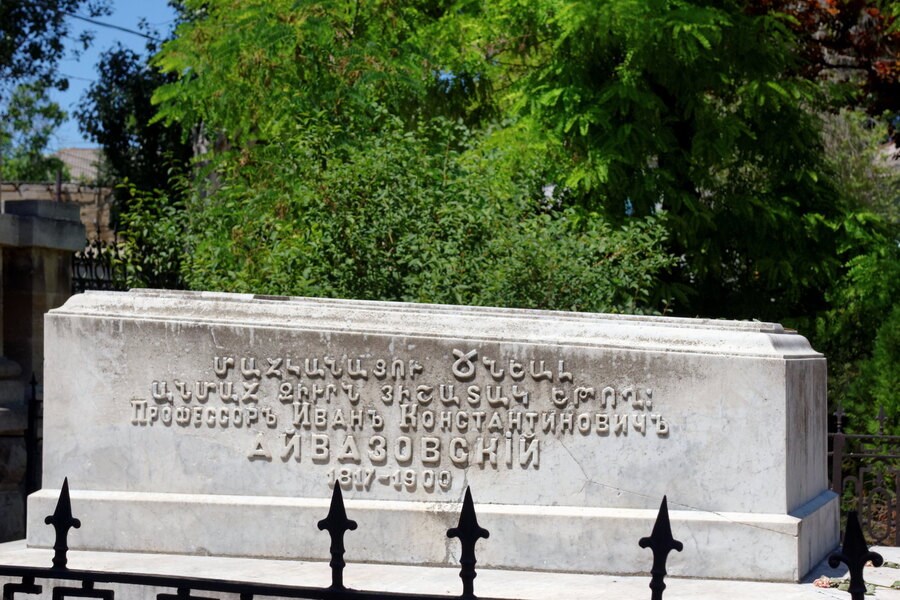 ՄԱՀԿԱՆԱՑՈՒ ԾՆԵԱԼ
ԱՆՄԱՀ ԶԻՒՐՆ ՅԻՇԱՏԱԿ ԵԹՈՂ։
ПРОФЕССОРЪ ИВАНЪ КОНСТАНТИНОВИЧЪ
АЙВАЗОВСКІЙ
1817–1900